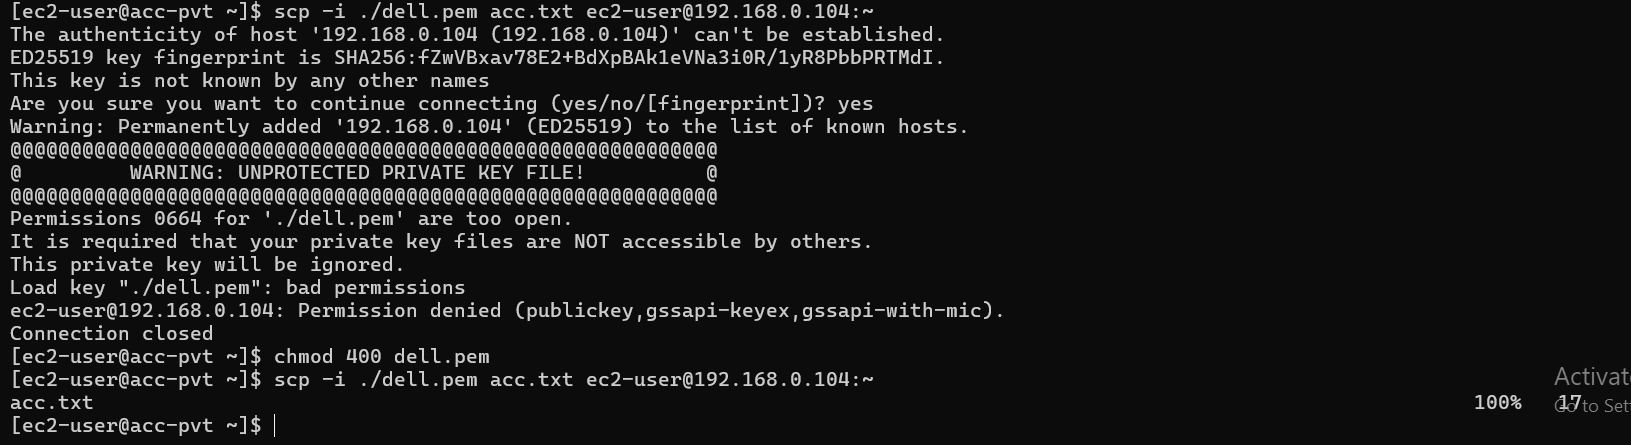 [ec2-user@acc-pvt ~]$ scp -i ./dell.pem acc.txt ec2-user@192.168.0.104:~
The authenticity of host '192.168.0.104 (192.168.0.104)' can't be established.
ED25519 key fingerprint is SHA256:fZwVBxav78E2+BdXpBAk1eVNa3i0R/1yR8PbbPRTMdI.
This key is not known by any other names
Are you sure you want to continue connecting (yes/no/[fingerprint])? yes
Warning: Permanently added '192.168.0.104' (ED25519) to the list of known hosts.
@@@@@@@@@@@@@@@@@@@@@@@@@@@@@@@@@@@@@@@@@@@@@@@@@@@@@@@@@@@
@         WARNING: UNPROTECTED PRIVATE KEY FILE!          @
@@@@@@@@@@@@@@@@@@@@@@@@@@@@@@@@@@@@@@@@@@@@@@@@@@@@@@@@@@@
Permissions 0664 for './dell.pem' are too open.
It is required that your private key files are NOT accessible by others.
This private key will be ignored.
Load key "./dell.pem": bad permissions
ec2-user@192.168.0.104: Permission denied (publickey,gssapi-keyex,gssapi-with-mic).
Connection closed
[ec2-user@acc-pvt ~]$ chmod 400 dell.pem
[ec2-user@acc-pvt ~]$ scp -i ./dell.pem acc.txt ec2-user@192.168.0.104:~
Activate
acc.txt 100% 17
Go to Set
[ec2-user@acc-pvt ~]$